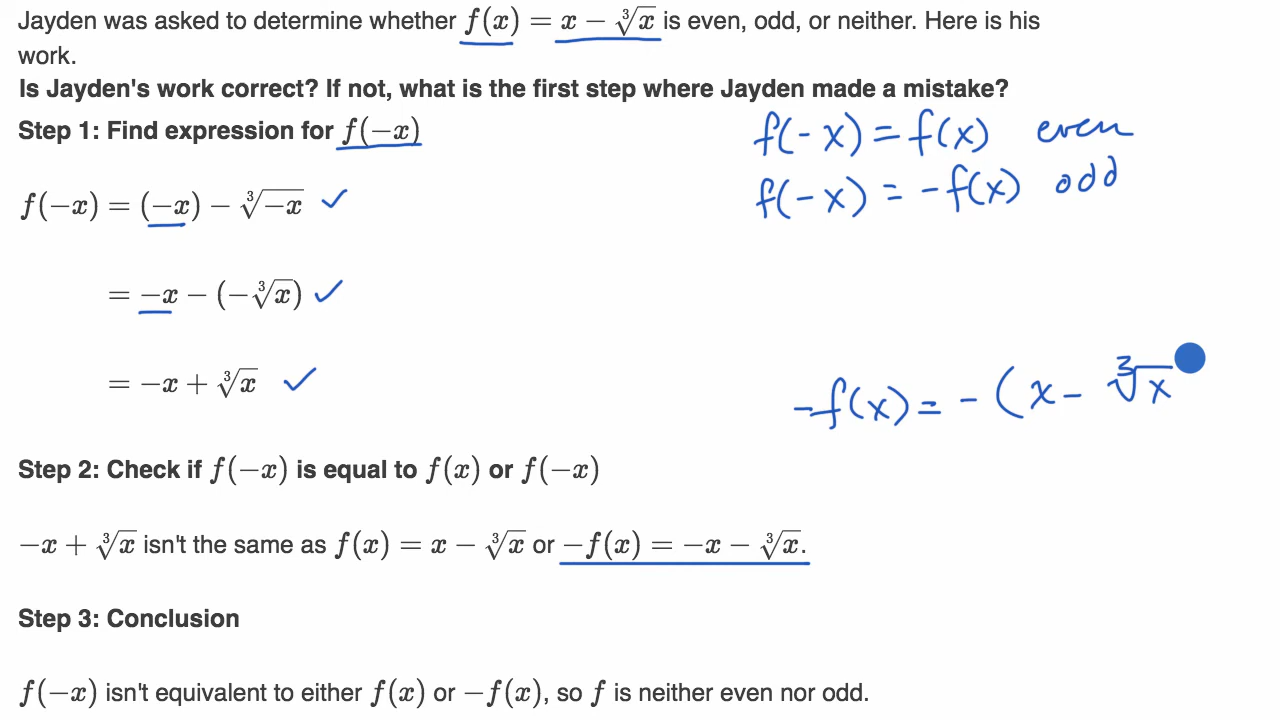 Jayden was asked to determine whether f(x) = x − ∛x is even, odd, or neither. Here is his
work.
Is Jayden's work correct? If not, what is the first step where Jayden made a mistake?
Step 1: Find expression for f(−x)
f(-x) = f(x) even
f(-x) = -f(x) odd
f(−x) = (−x) − ∛−x ✓
= −x − (−∛x) ✓
= −x + ∛x ✓
-f(x) = - (x - ∛x
Step 2: Check if f(−x) is equal to f(x) or f(−x)
−x + ∛x isn't the same as f(x) = x − ∛x or −f(x) = −x − ∛x.
Step 3: Conclusion
f(−x) isn't equivalent to either f(x) or −f(x), so f is neither even nor odd.